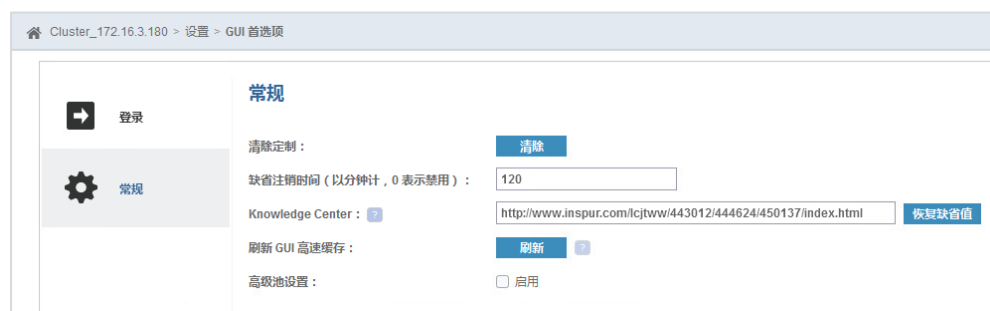 Cluster_172.16.3.180 > 设置 > GUI 首选项
常规
登录
清除定制： 清除
缺省注销时间（以分钟计，0 表示禁用）： 120
常规
Knowledge Center： ? http://www.inspur.com/lcjtww/443012/444624/450137/index.html 恢复缺省值
刷新 GUI 高速缓存： 刷新 ?
高级池设置： 启用